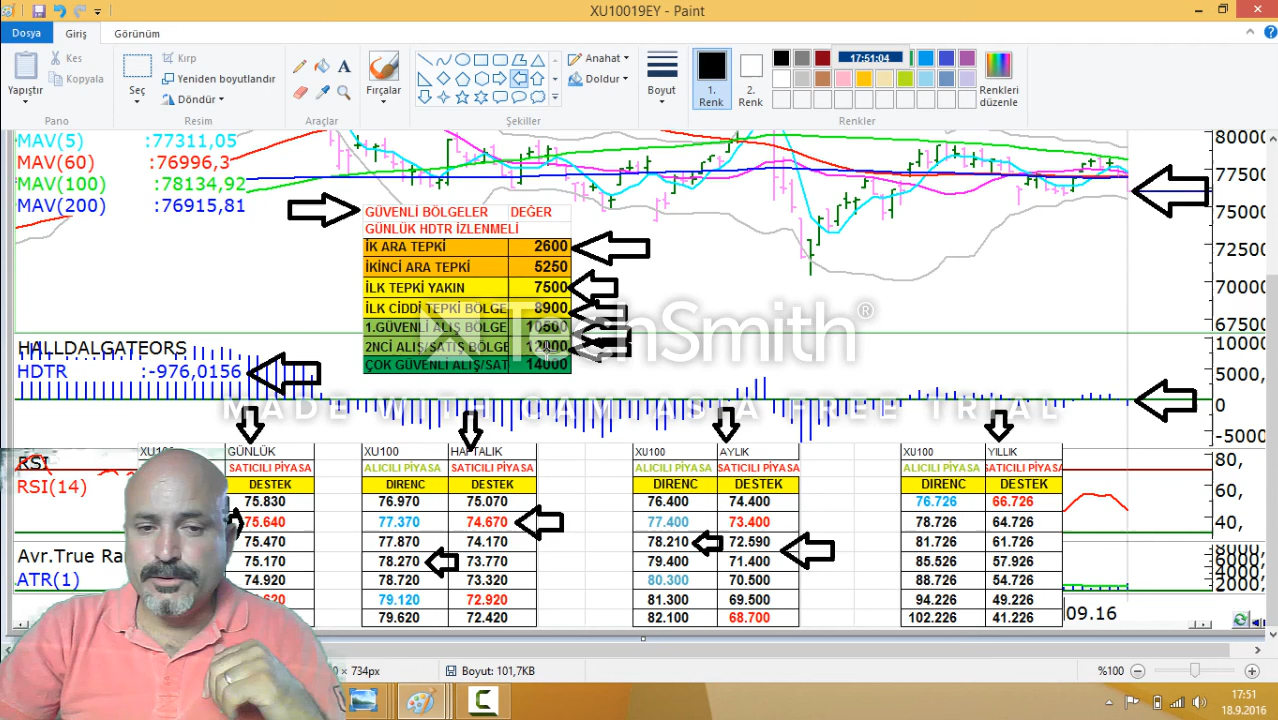 XU10019EY - Paint
Dosya Giriş Görünüm
Yapıştır
Kes
Kopyala
Pano
Seç
Kırp
Yeniden boyutlandır
Döndür
Resim
Araçlar
Fırçalar
Anahat
Doldur
Şekiller
Boyut
1. Renk
2. Renk
17:51:04
Renkleri düzenle
Renkler
MAV(5) :77311,05
MAV(60) :76996,3
MAV(100) :78134,92
MAV(200) :76915,81
80000
77500
75000
72500
70000
67500
GÜVENLİ BÖLGELER DEĞER
GÜNLÜK HDTR İZLENMELİ
İK ARA TEPKİ 2600
İKİNCİ ARA TEPKİ 5250
İLK TEPKİ YAKIN 7500
İLK CİDDİ TEPKİ BÖLGE 8900
1.GÜVENLİ ALIŞ BÖLGE 10500
2NCİ ALIŞ/SATIŞ BÖLGE 12000
ÇOK GÜVENLİ ALIŞ/SAT 14000
TechSmith®
MADE WITH CAMTASIA FREE TRIAL
HALLDALGATEORS
HDTR :-976,0156
10000
5000,
0
-5000
XU100 GÜNLÜK
SATICILI PİYASA
DESTEK
75.830
75.640
75.470
75.170
74.920
XU100 HAFTALIK
ALICILI PİYASA SATICILI PİYASA
DIRENC DESTEK
76.970 75.070
77.370 74.670
77.870 74.170
78.270 73.770
78.720 73.320
79.120 72.920
79.620 72.420
XU100 AYLIK
ALICILI PİYASA SATICILI PİYASA
DIRENC DESTEK
76.400 74.400
77.400 73.400
78.210 72.590
79.400 71.400
80.300 70.500
81.300 69.500
82.100 68.700
XU100 YILLIK
ALICILI PİYASA SATICILI PİYASA
DIRENC DESTEK
76.726 66.726
78.726 64.726
81.726 61.726
85.526 57.926
88.726 54.726
94.226 49.226
102.226 41.226
RSI
RSI(14)
80,
60,
40,
Avr.True Ra
ATR(1)
2000,
09.16
734px
Boyut: 101,7KB
%100
17:51
18.9.2016